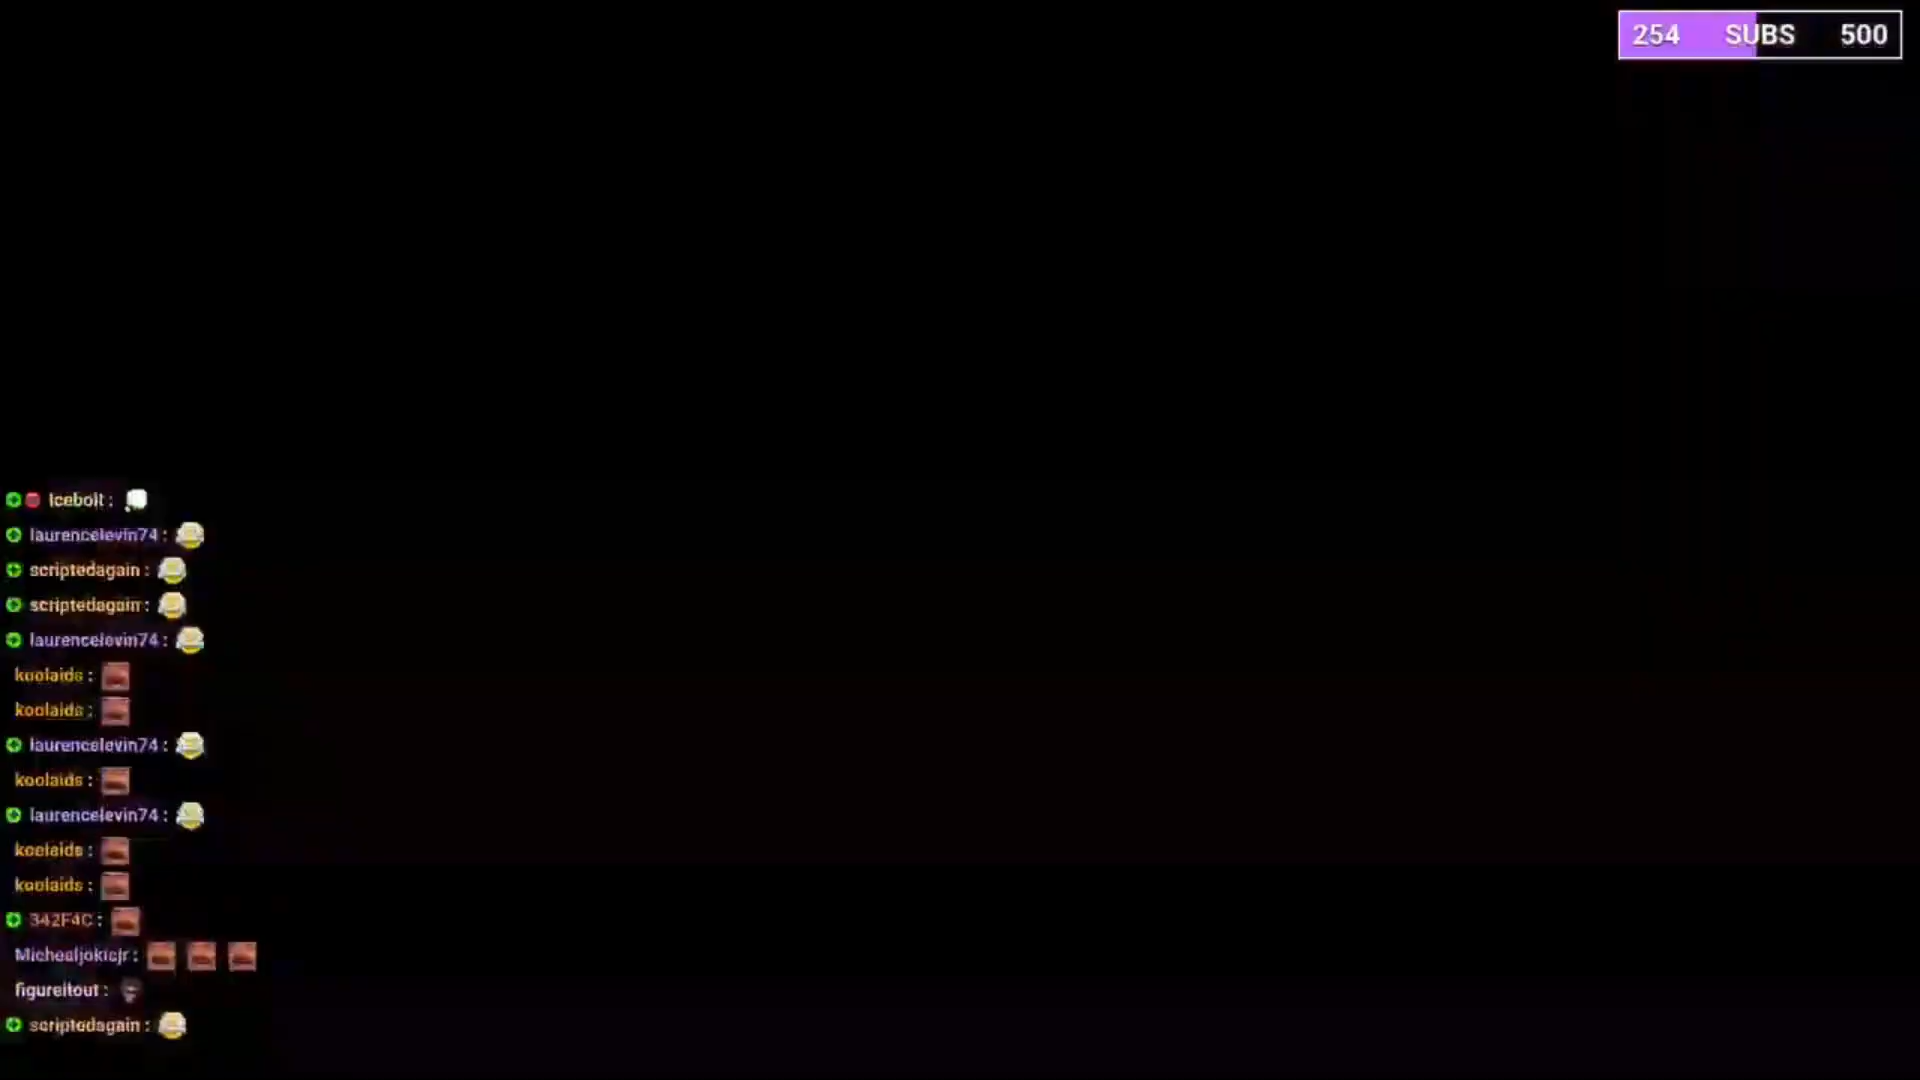 254 SUBS 500
Icebolt :
laurencelevin74 :
scriptedagain :
scriptedagain :
laurencelevin74 :
koolaids :
koolaids :
laurencelevin74 :
koolaids :
laurencelevin74 :
koolaids :
koolaids :
342F4C :
Michealjokicjr :
figureitout :
scriptedagain :